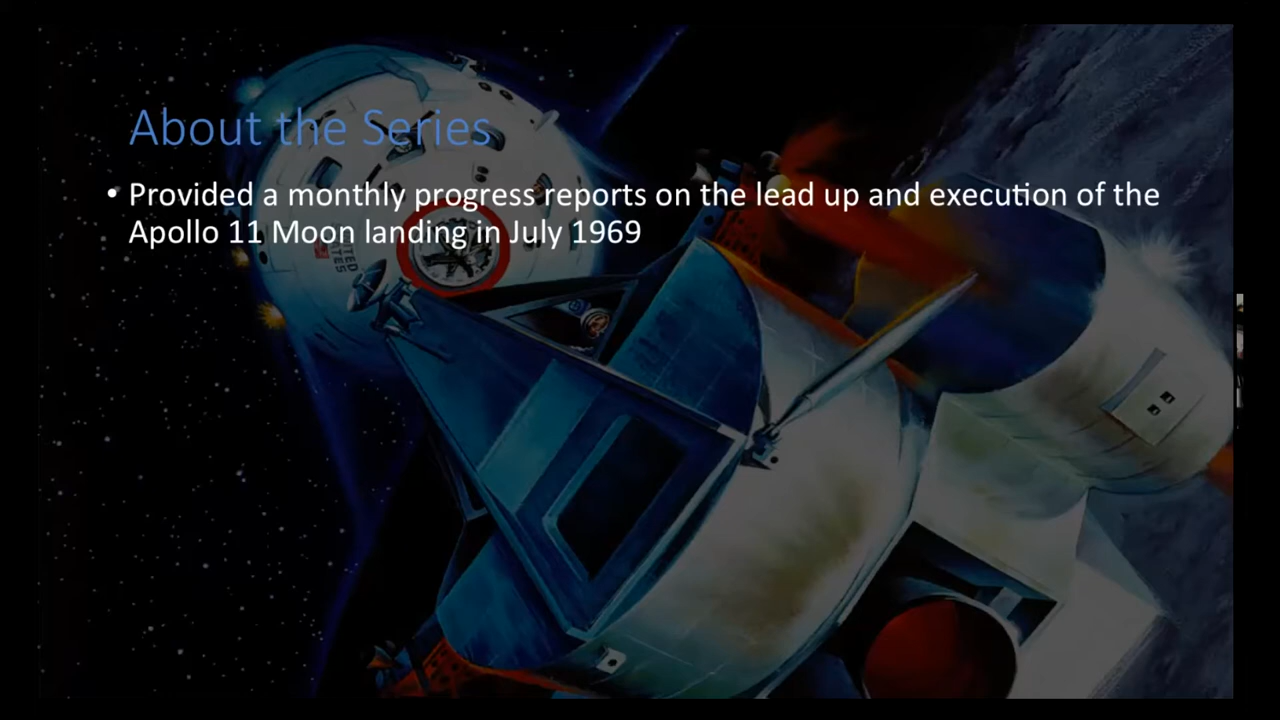 About the Series
• Provided a monthly progress reports on the lead up and execution of the
Apollo 11 Moon landing in July 1969